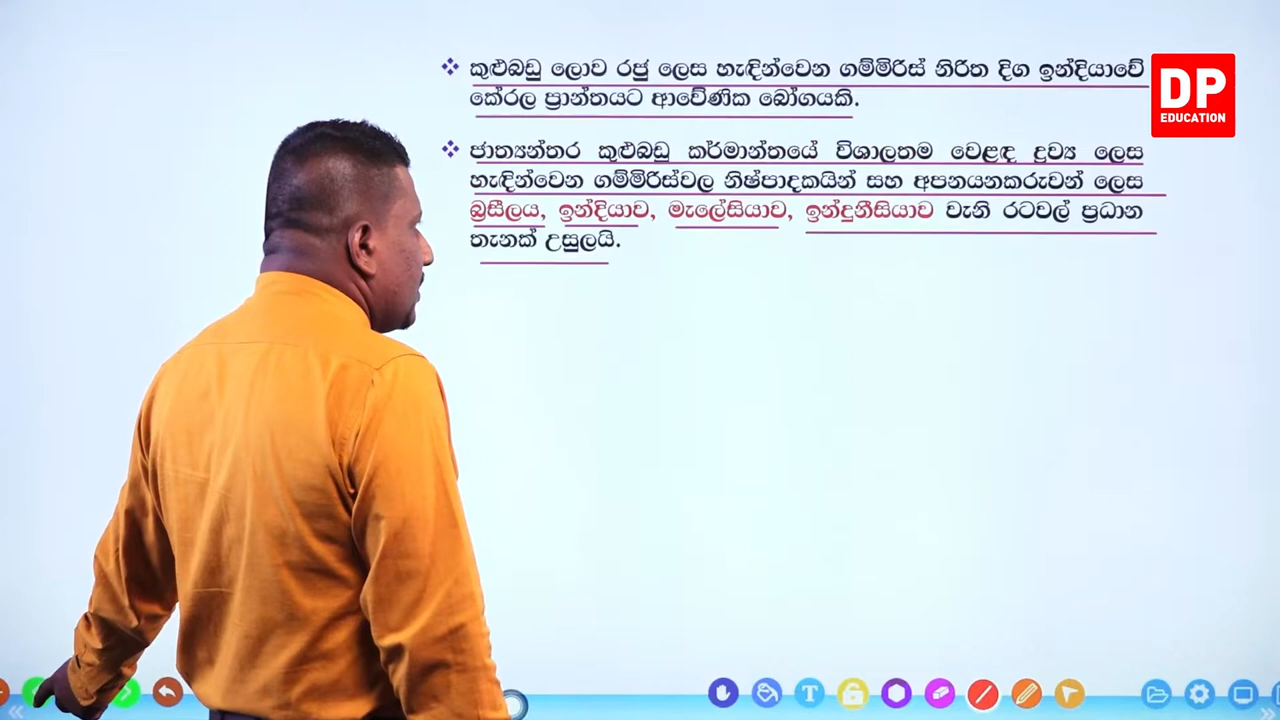 කුළුබඩු ලොව රජු ලෙස හැඳින්වෙන ගම්මිරිස් නිරිත දිග ඉන්දියාවේ
කේරල ප්‍රාන්තයට ආවේණික බෝගයකි.
ජාත්‍යන්තර කුළුබඩු කර්මාන්තයේ විශාලතම වෙළඳ ද්‍රව්‍ය ලෙස
හැඳින්වෙන ගම්මිරිස්වල නිෂ්පාදකයින් සහ අපනයනකරුවන් ලෙස
බ්‍රසීලය, ඉන්දියාව, මැලේසියාව, ඉන්දුනීසියාව වැනි රටවල් ප්‍රධාන
තැනක් උසුලයි.
DP
EDUCATION
T